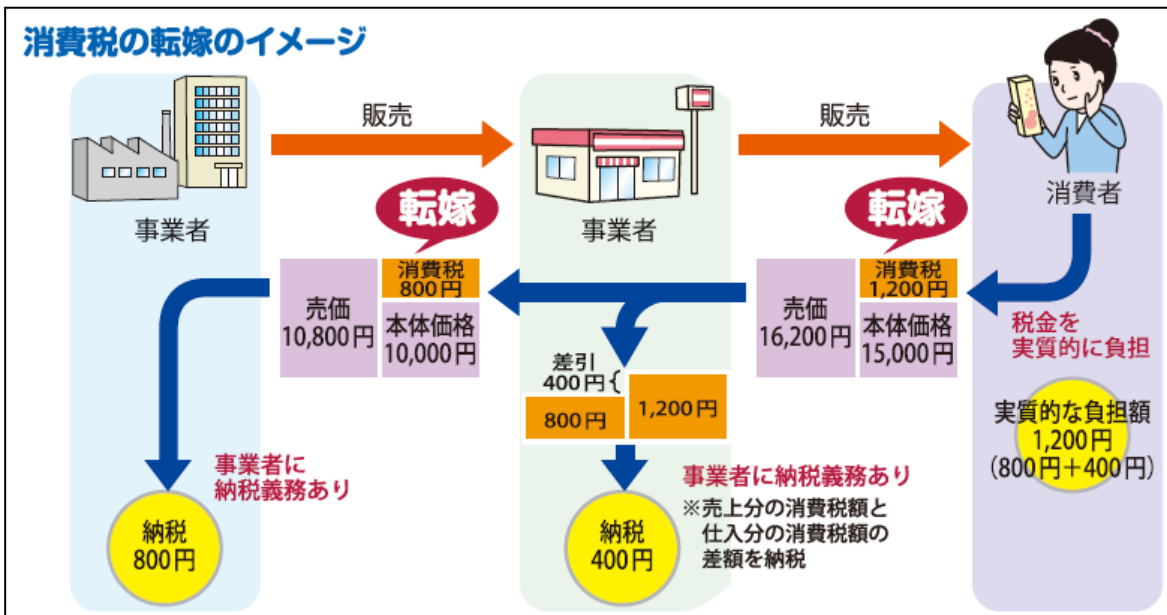 消費税の転嫁のイメージ
販売
販売
事業者
事業者
消費者
転嫁
転嫁
売価
10,800円
消費税
800円
本体価格
10,000円
売価
16,200円
消費税
1,200円
本体価格
15,000円
税金を
実質的に負担
差引
400円{
800円
1,200円
実質的な負担額
1,200円
(800円+400円)
事業者に
納税義務あり
納税
800円
事業者に納税義務あり
※売上分の消費税額と
仕入分の消費税額の
差額を納税
納税
400円